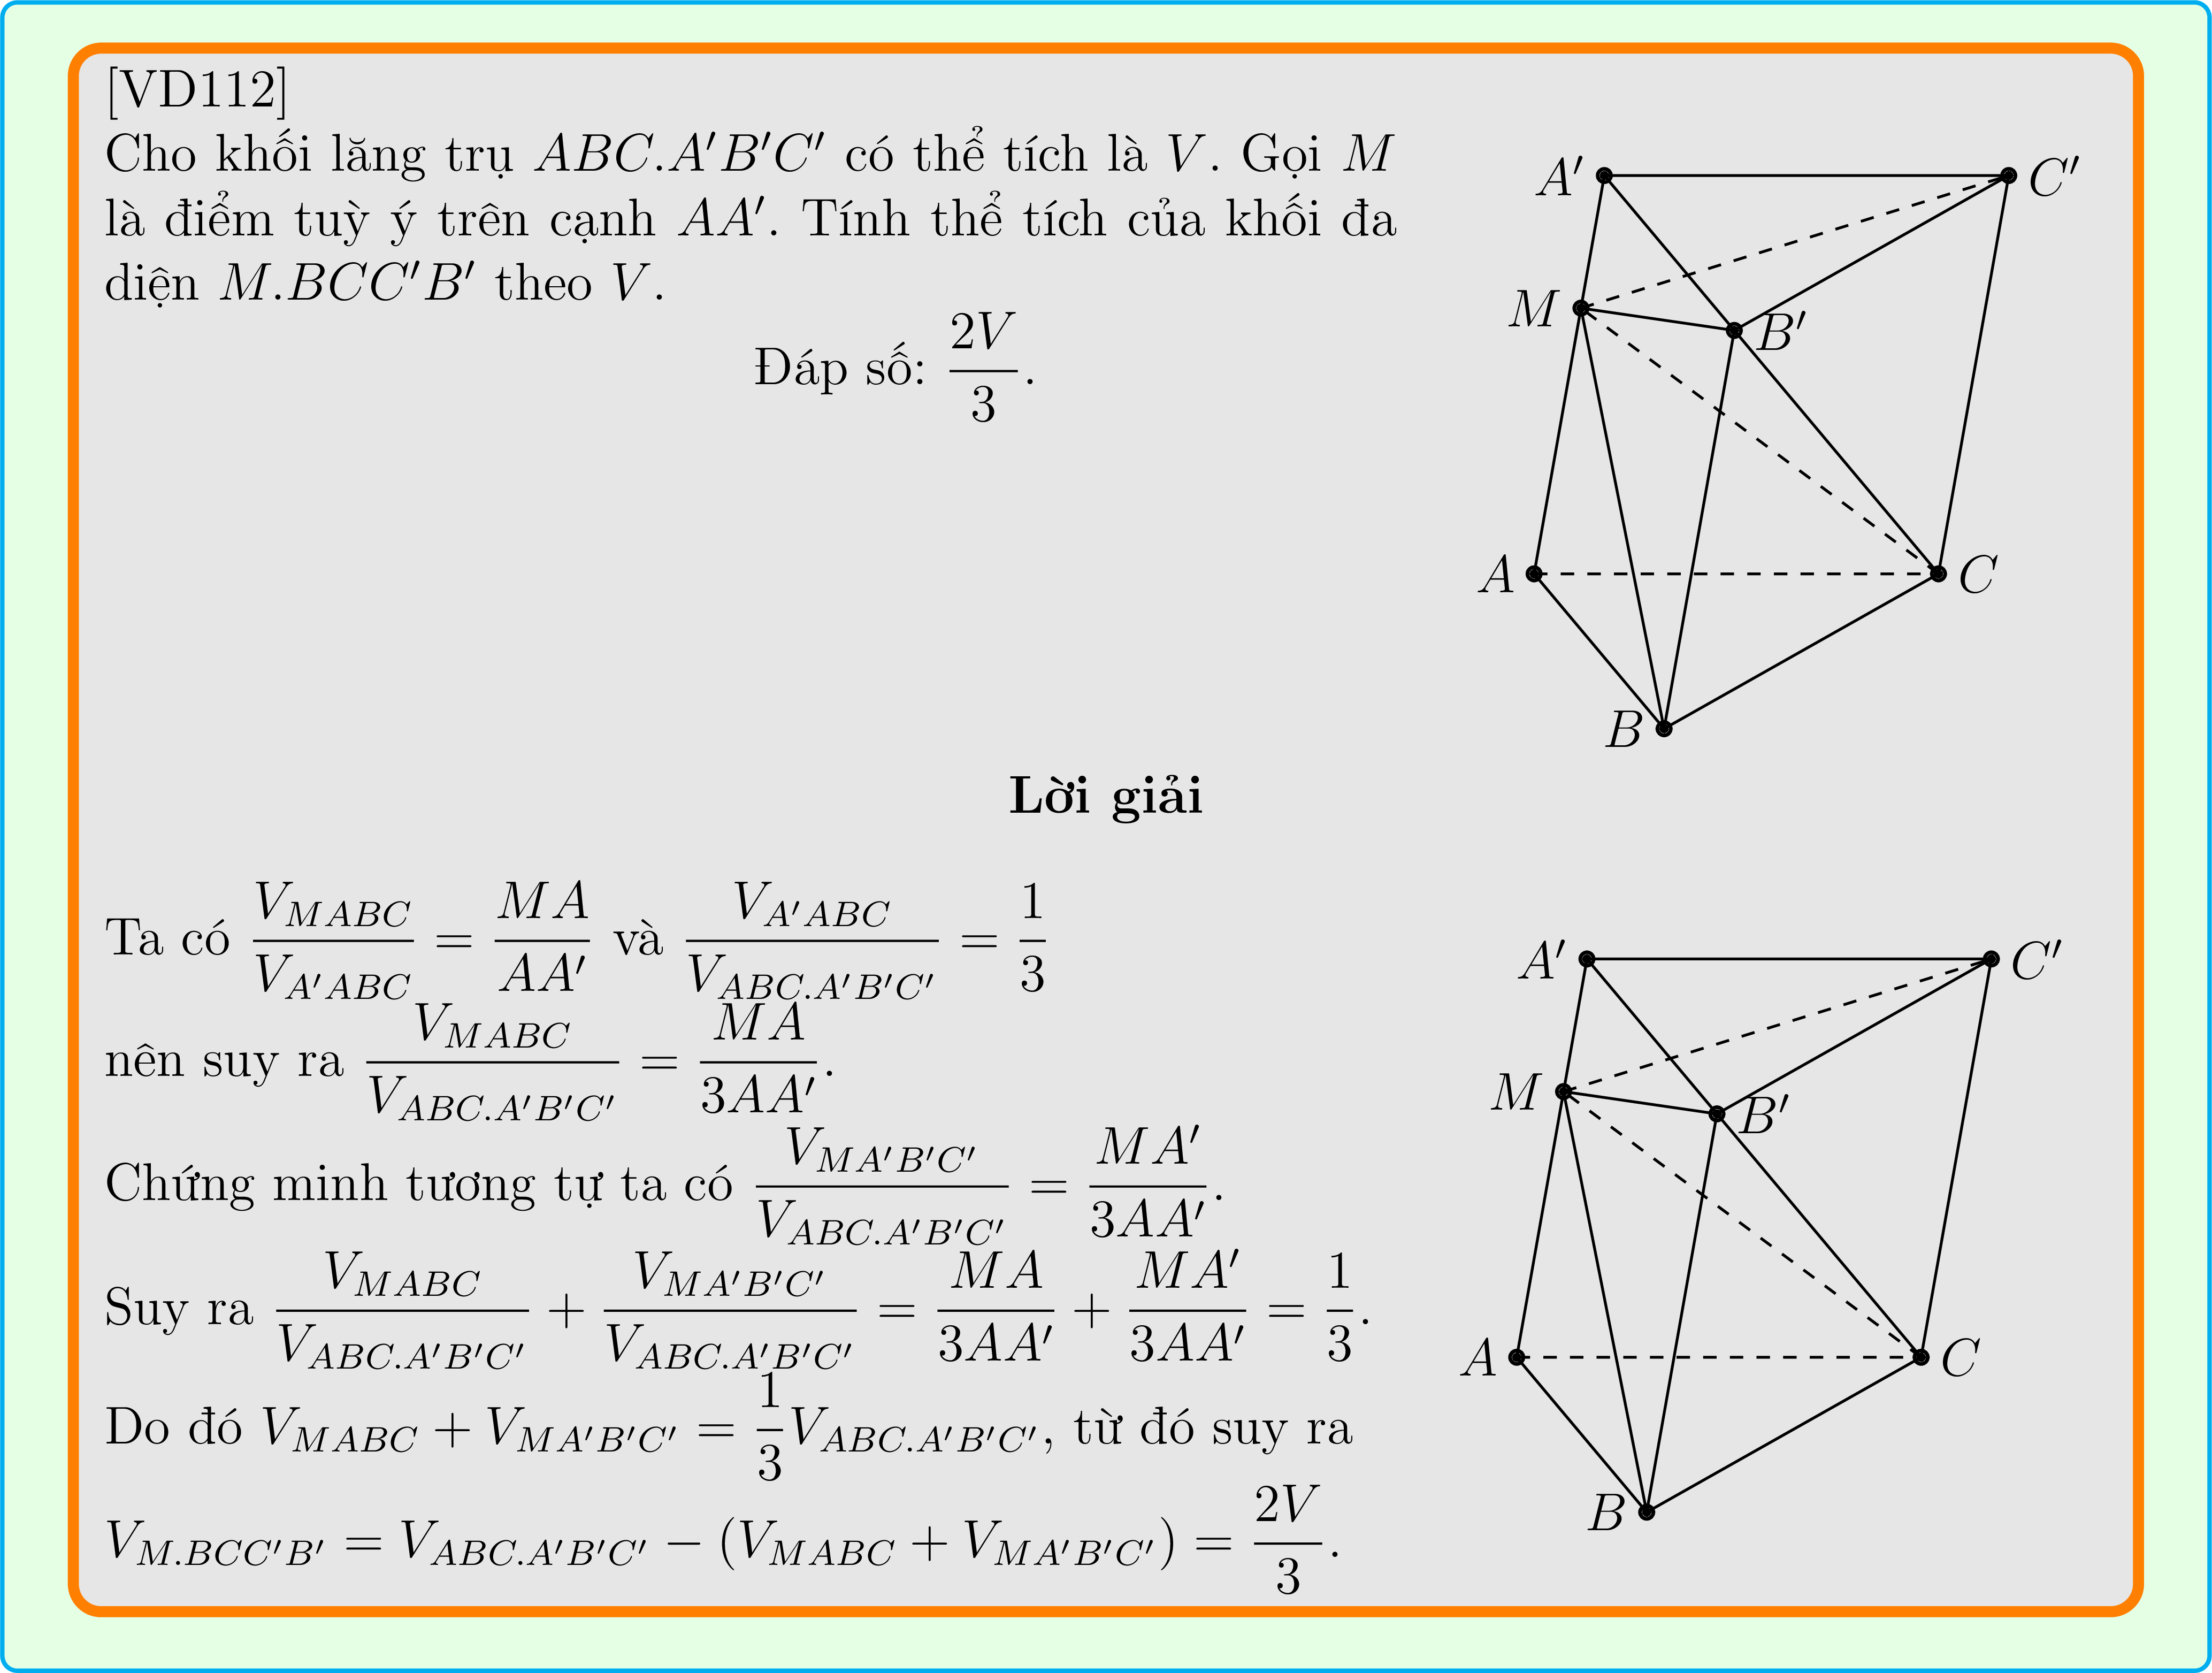 [VD112]
Cho khối lăng trụ ABC.A′B′C′ có thể tích là V. Gọi M
là điểm tuỳ ý trên cạnh AA′. Tính thể tích của khối đa
diện M.BCC′B′ theo V.
Đáp số: \frac{2V}{3}.
A′
C′
M
B′
A
C
B
Lời giải
Ta có \frac{V_{MABC}}{V_{A′ABC}} = \frac{MA}{AA′} và \frac{V_{A′ABC}}{V_{ABC.A′B′C′}} = \frac{1}{3}
nên suy ra \frac{V_{MABC}}{V_{ABC.A′B′C′}} = \frac{MA}{3AA′}.
Chứng minh tương tự ta có \frac{V_{MA′B′C′}}{V_{ABC.A′B′C′}} = \frac{MA′}{3AA′}.
Suy ra \frac{V_{MABC}}{V_{ABC.A′B′C′}} + \frac{V_{MA′B′C′}}{V_{ABC.A′B′C′}} = \frac{MA}{3AA′} + \frac{MA′}{3AA′} = \frac{1}{3}.
Do đó V_{MABC} + V_{MA′B′C′} = \frac{1}{3}V_{ABC.A′B′C′}, từ đó suy ra
V_{M.BCC′B′} = V_{ABC.A′B′C′} − (V_{MABC} + V_{MA′B′C′}) = \frac{2V}{3}.
A′
C′
M
B′
A
C
B